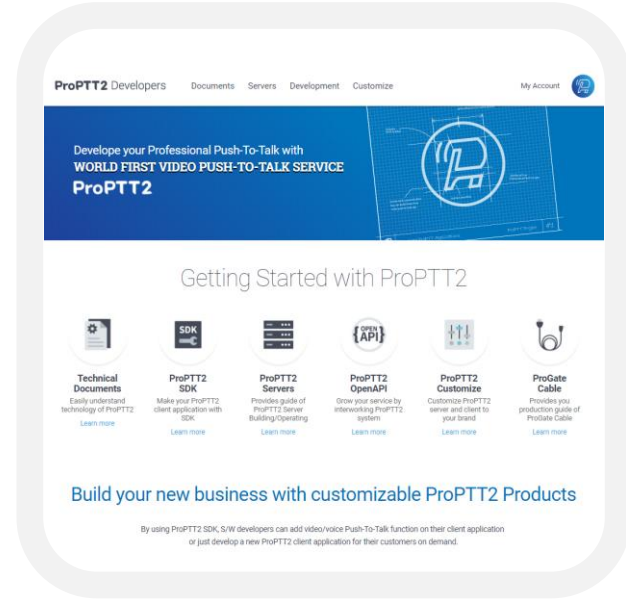 ProPTT2 Developers Documents Servers Development Customize My Account
Develope your Professional Push-To-Talk with
WORLD FIRST VIDEO PUSH-TO-TALK SERVICE
ProPTT2
#1
Getting Started with ProPTT2
SDK
{OPEN API}
Technical
Documents
Easily understand
technology of ProPTT2
Learn more
ProPTT2
SDK
Make your ProPTT2
client application with
SDK
Learn more
ProPTT2
Servers
Provides guide of
ProPTT2 Server
Building/Operating
Learn more
ProPTT2
OpenAPI
Grow your service by
interworking ProPTT2
system
Learn more
ProPTT2
Customize
Customize ProPTT2
server and client to
your brand
Learn more
ProGate
Cable
Provides you
production guide of
ProGate Cable
Learn more
Build your new business with customizable ProPTT2 Products
By using ProPTT2 SDK, S/W developers can add video/voice Push-To-Talk function on their client application
or just develop a new ProPTT2 client application for their customers on demand.